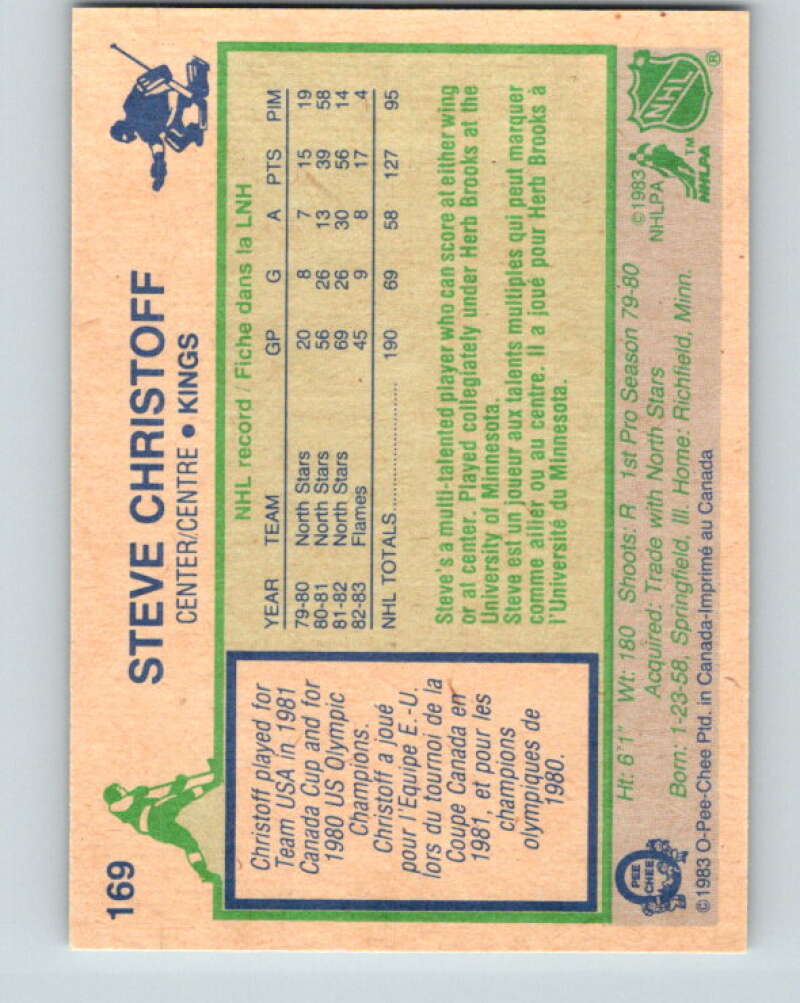 169
STEVE CHRISTOFF
CENTER/CENTRE • KINGS
Christoff played for
Team USA in 1981
Canada Cup and for
1980 US Olympic
Champions.
Christoff a joué
pour l'Equipe E.-U.
lors du tournoi de la
Coupe Canada en
1981, et pour les
champions
olympiques de
1980.
NHL record / Fiche dans la LNH
YEAR TEAM GP G A PTS PIM
79-80 North Stars 20 8 7 15 19
80-81 North Stars 56 26 13 39 58
81-82 North Stars 69 26 30 56 14
82-83 Flames 45 9 8 17 4
NHL TOTALS 190 69 58 127 95
Steve's a multi-talented player who can score at either wing
or at center. Played collegiately under Herb Brooks at the
University of Minnesota.
Steve est un joueur aux talents multiples qui peut marquer
comme ailier ou au centre. Il a joué pour Herb Brooks à
l'Université du Minnesota.
Ht: 6'1" Wt: 180 Shoots: R 1st Pro Season 79-80
Acquired: Trade with North Stars
Born: 1-23-58, Springfield, Ill. Home: Richfield, Minn.
©1983 O-Pee-Chee Ptd. in Canada-Imprimé au Canada
O PEE CHEE
©1983
NHLPA
NHLPA
TM
NHL
®